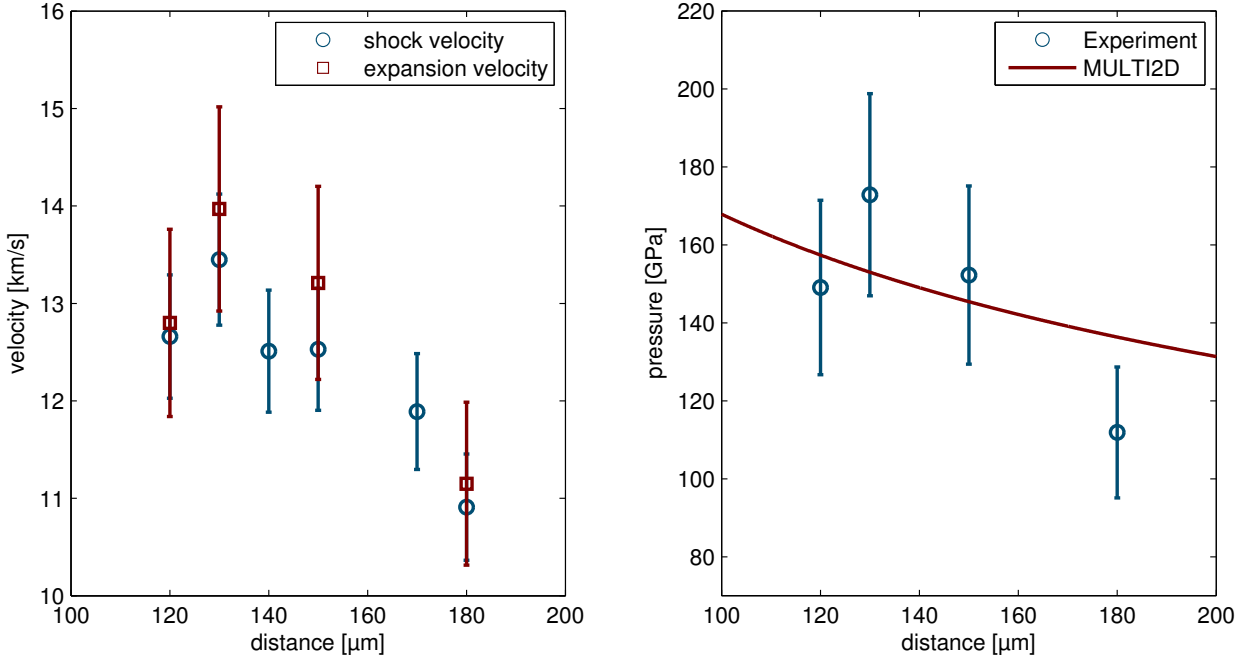 16
15
14
13
12
11
10
velocity [km/s]
shock velocity
expansion velocity
100 120 140 160 180 200
distance [µm]
220
200
180
160
140
120
100
80
pressure [GPa]
Experiment
MULTI2D
100 120 140 160 180 200
distance [µm]